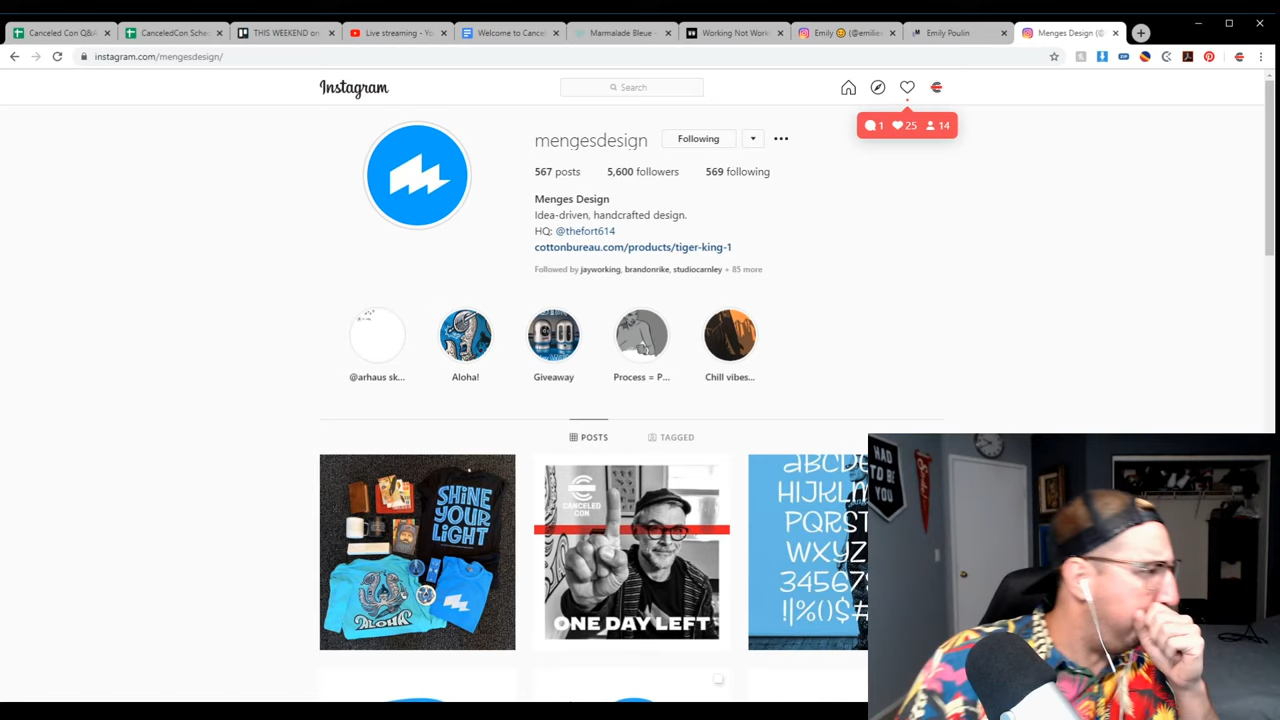 Canceled Con Q&A
CanceledCon Sche
THIS WEEKEND on
Live streaming - Yo
Welcome to Cance
Marmalade Bleue -
Working Not Work
Emily 😊 (@emilie
Emily Poulin
Menges Design (@
instagram.com/mengesdesign/
Instagram
Search
1 25 14
mengesdesign
Following
567 posts
5,600 followers
569 following
Menges Design
Idea-driven, handcrafted design.
HQ: @thefort614
cottonbureau.com/products/tiger-king-1
Followed by jayworking, brandonrike, studiocarnley + 85 more
@arhaus sk...
Aloha!
Giveaway
Process = P...
Chill vibes...
POSTS
TAGGED
SHINE
YOUR
LIGHT
ALOHA
CANCELED
CON
ONE DAY LEFT
ABCDE
HIJKLM
PQRST
WXYZ
34567
!|%()$#
HAD
TO BE
YOU